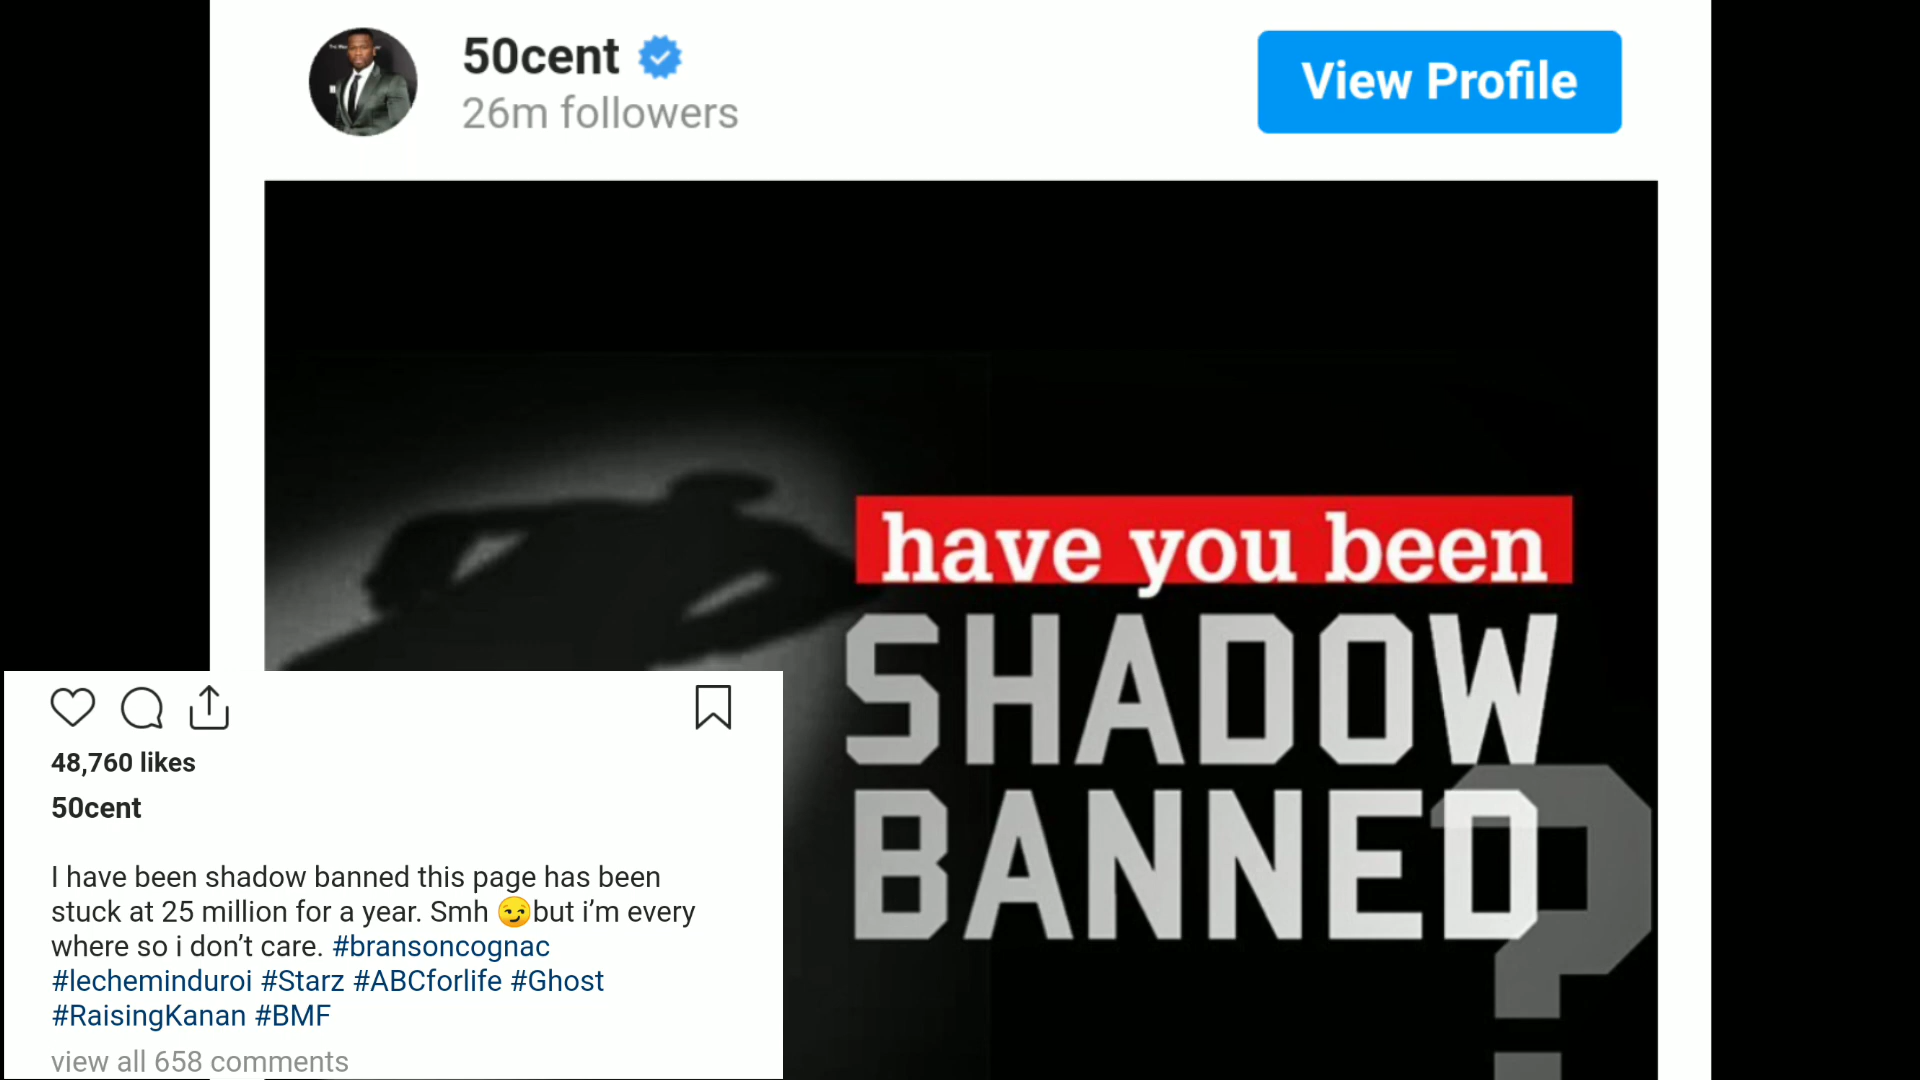 50cent
26m followers
View Profile
have you been
SHADOW
BANNED?
48,760 likes
50cent
I have been shadow banned this page has been
stuck at 25 million for a year. Smh 😏but i’m every
where so i don’t care. #bransoncognac
#lecheminduroi #Starz #ABCforlife #Ghost
#RaisingKanan #BMF
view all 658 comments